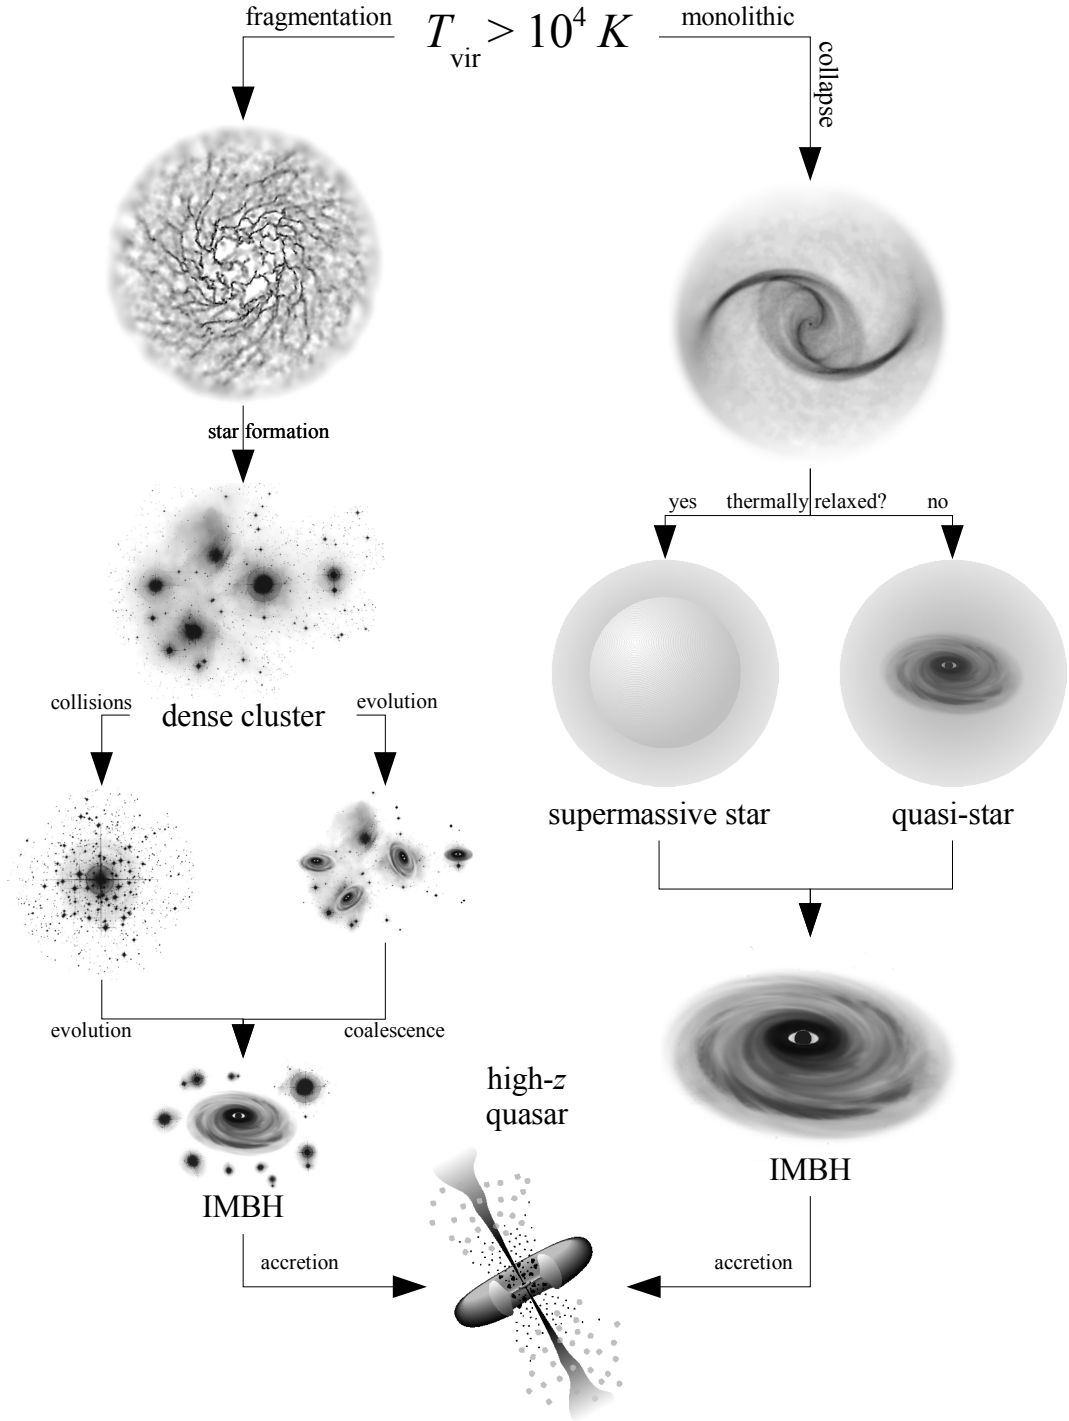 fragmentation
T_vir > 10^4 K
monolithic
collapse
star formation
yes
thermally relaxed?
no
collisions
dense cluster
evolution
supermassive star
quasi-star
evolution
coalescence
high-z
quasar
IMBH
IMBH
accretion
accretion